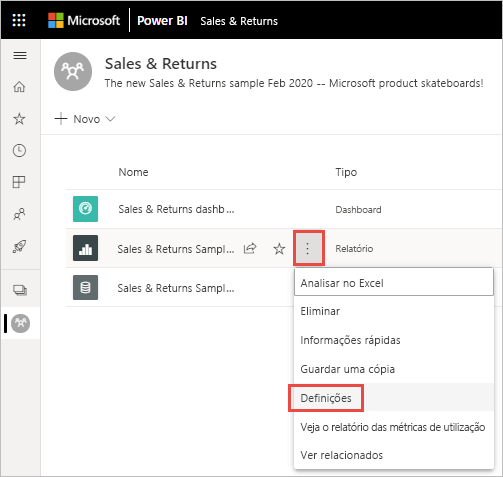 Microsoft Power BI Sales & Returns
Sales & Returns
The new Sales & Returns sample Feb 2020 -- Microsoft product skateboards!
Novo
Nome Tipo
Sales & Returns dashb... Dashboard
Sales & Returns Sampl... Relatório
Sales & Returns Sampl...
Analisar no Excel
Eliminar
Informações rápidas
Guardar uma cópia
Definições
Veja o relatório das métricas de utilização
Ver relacionados